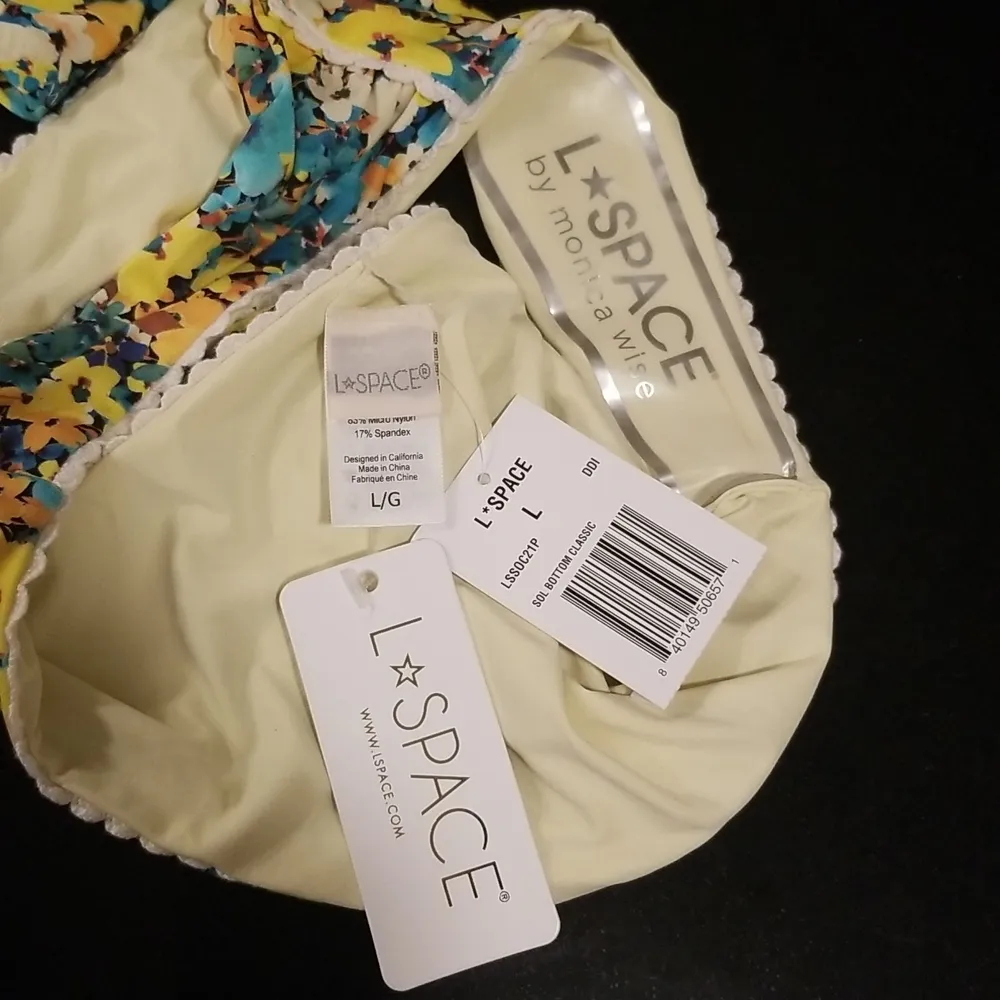 L★SPACE
by monica wise
L☆SPACE®
83% Micro Nylon
17% Spandex
Designed in California
Made in China
Fabriqué en Chine
L/G
L*SPACE
L
DDI
LSSOC21P
SOL BOTTOM CLASSIC
8 40149 50657 1
L☆SPACE®
WWW.LSPACE.COM